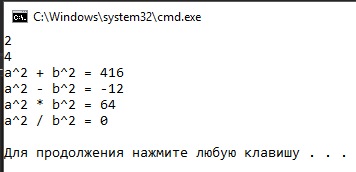 C:\Windows\system32\cmd.exe
2
4
a^2 + b^2 = 416
a^2 - b^2 = -12
a^2 * b^2 = 64
a^2 / b^2 = 0
Для продолжения нажмите любую клавишу . . .